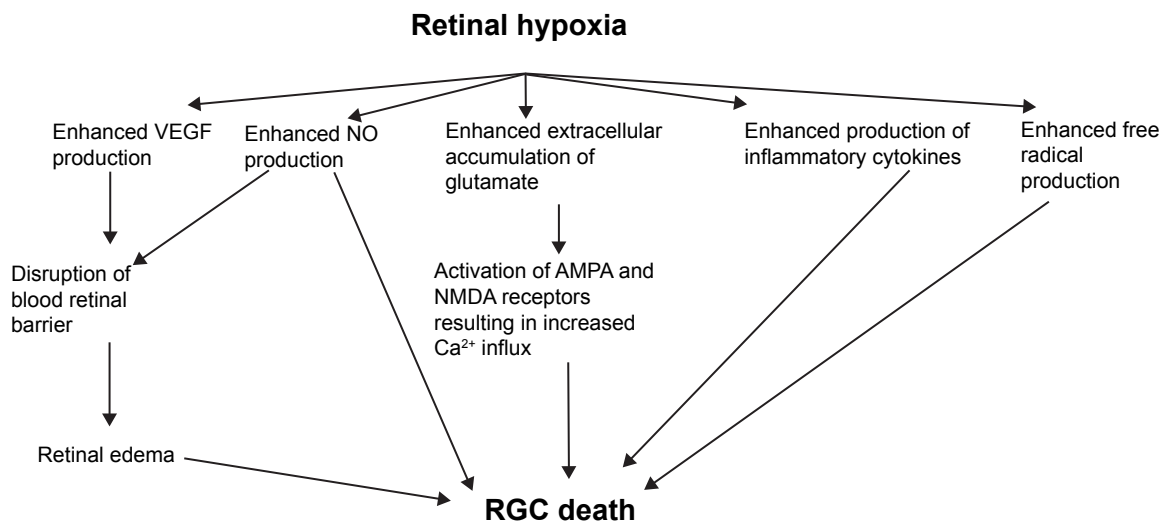 Retinal hypoxia
Enhanced VEGF
production
Enhanced NO
production
Enhanced extracellular
accumulation of
glutamate
Enhanced production of
inflammatory cytokines
Enhanced free
radical
production
Disruption of
blood retinal
barrier
Activation of AMPA and
NMDA receptors
resulting in increased
Ca²⁺ influx
Retinal edema
RGC death